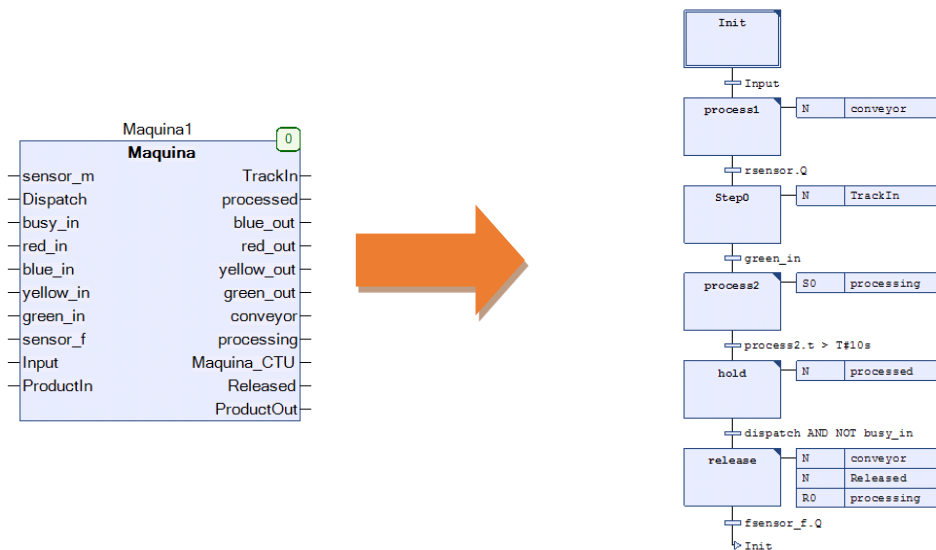 Maquina1
0
Maquina
sensor_m TrackIn
Dispatch processed
busy_in blue_out
red_in red_out
blue_in yellow_out
yellow_in green_out
green_in conveyor
sensor_f processing
Input Maquina_CTU
ProductIn Released
ProductOut
Init
Input
process1 N conveyor
rsensor.Q
Step0 N TrackIn
green_in
process2 S0 processing
process2.t > T#10s
hold N processed
dispatch AND NOT busy_in
release N conveyor
N Released
R0 processing
fsensor_f.Q
Init